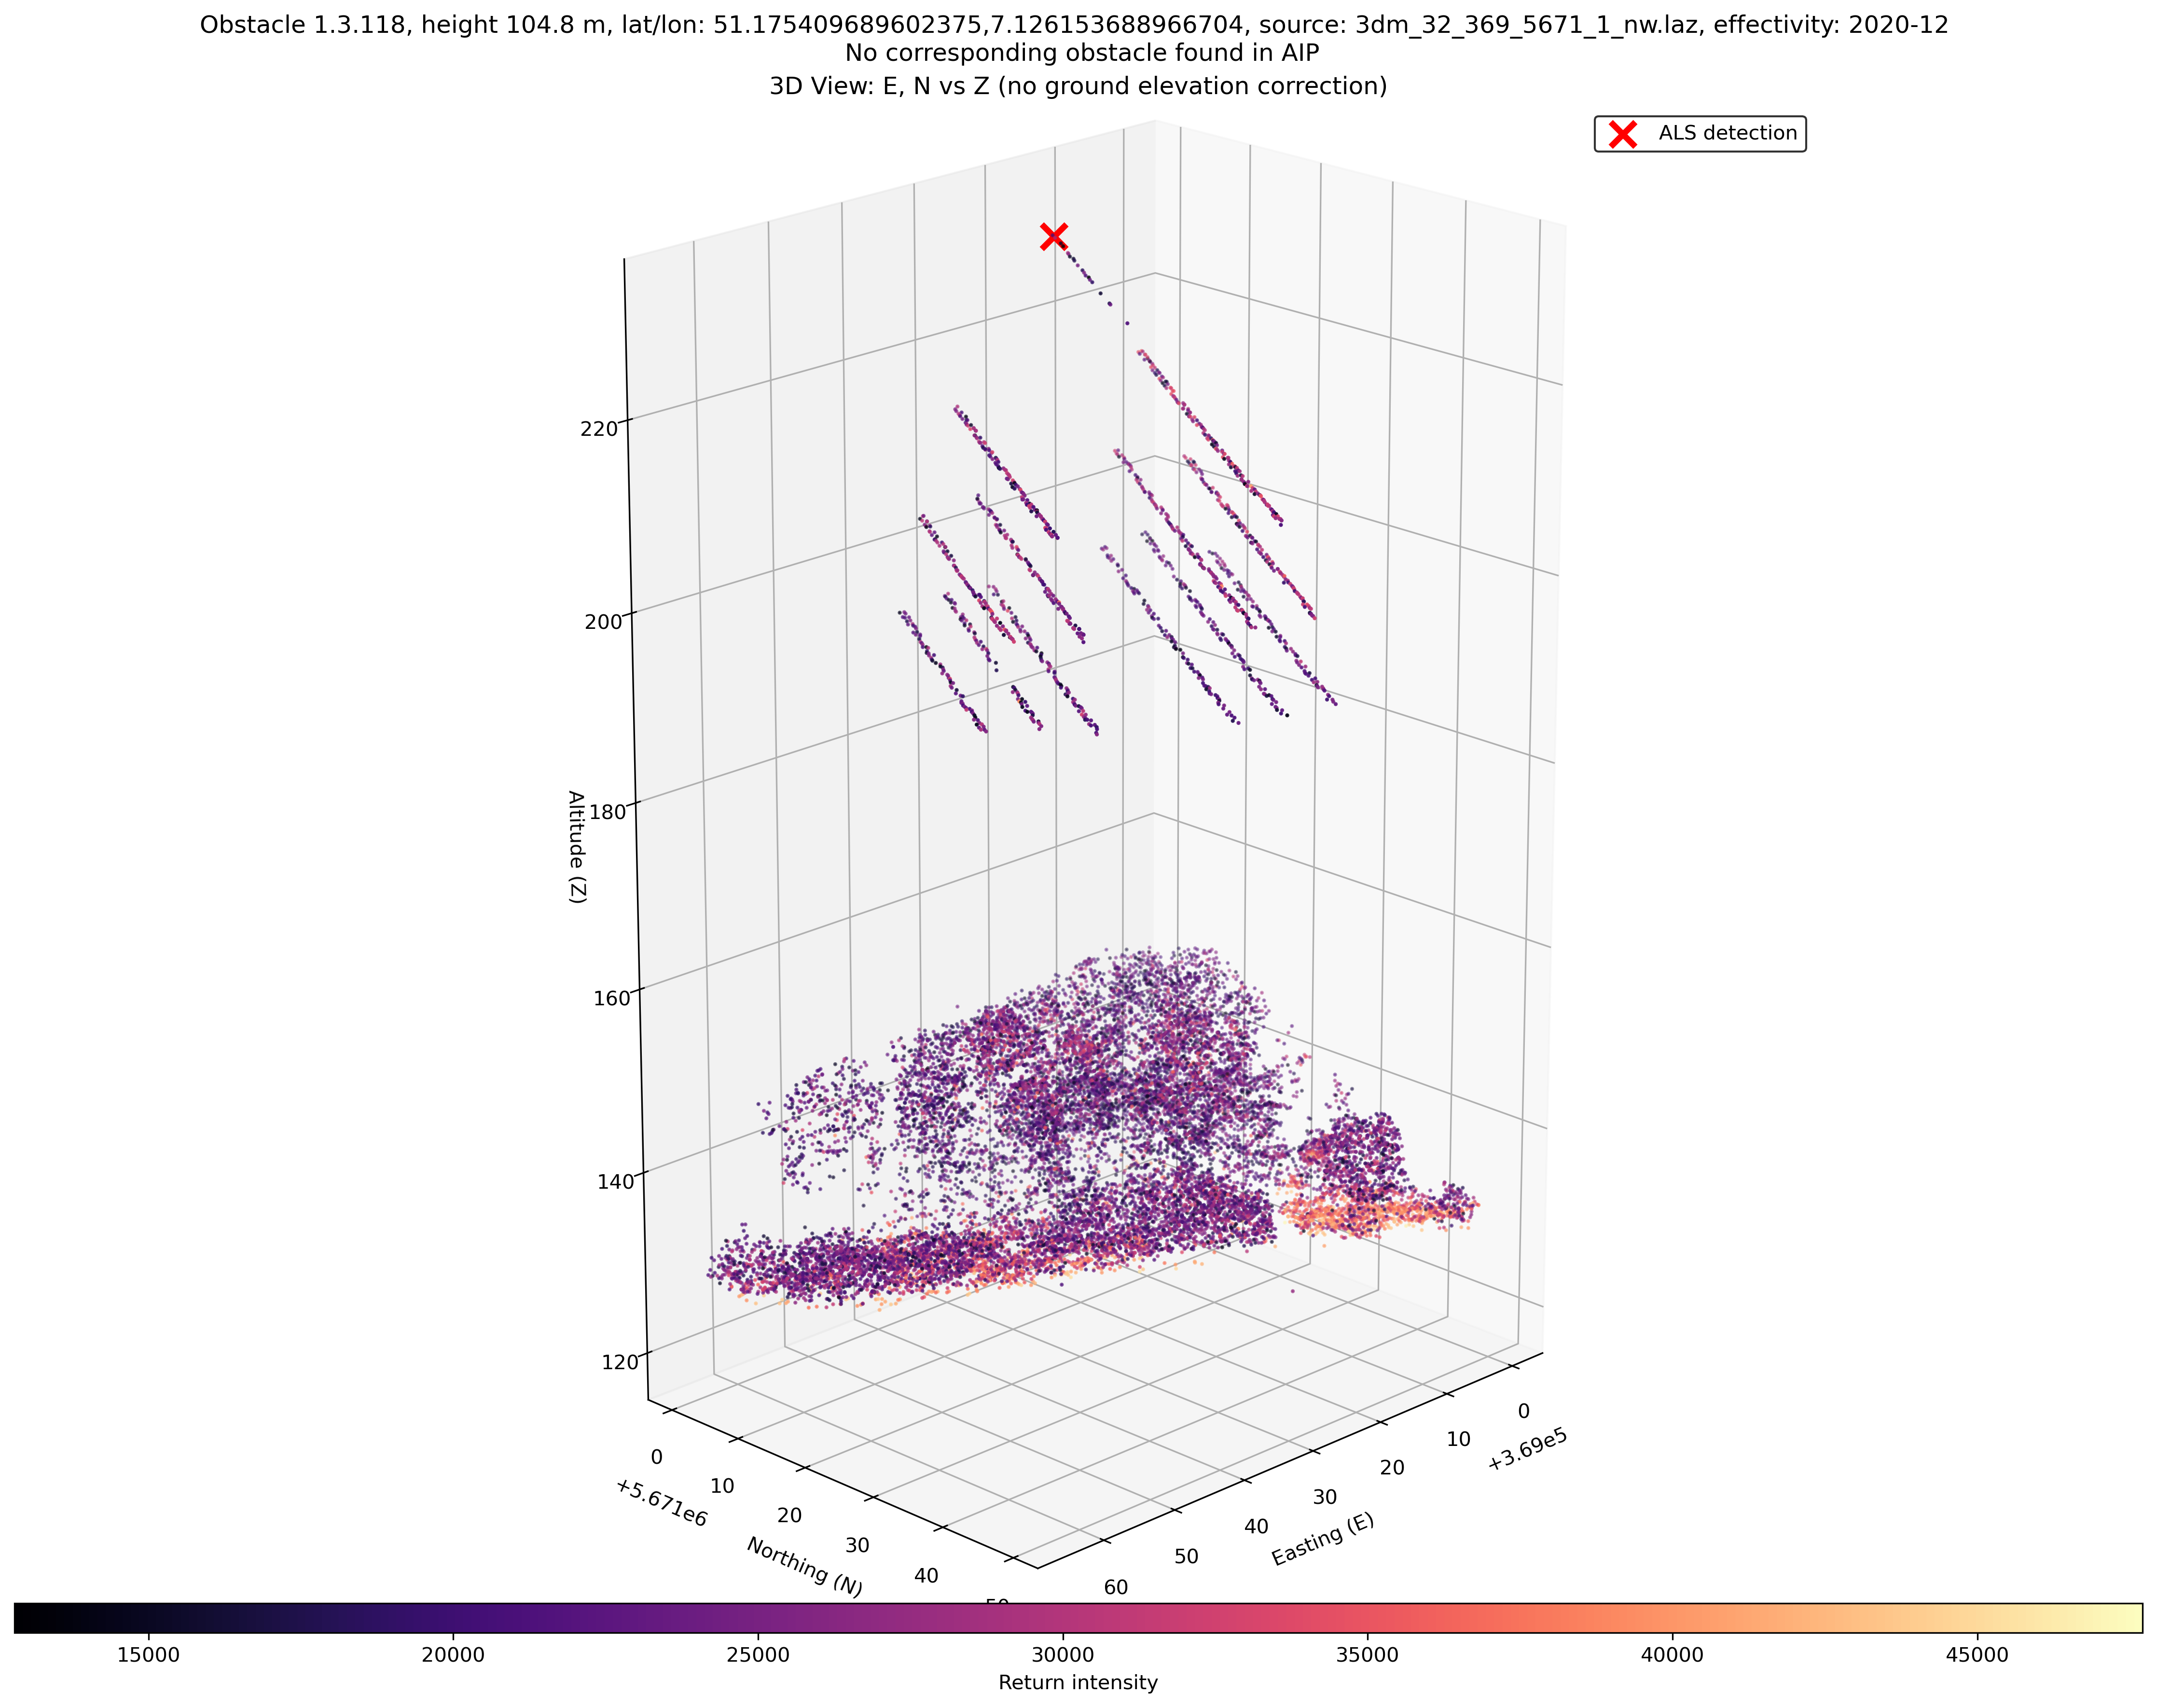 Obstacle 1.3.118, height 104.8 m, lat/lon: 51.175409689602375,7.126153688966704, source: 3dm_32_369_5671_1_nw.laz, effectivity: 2020-12
No corresponding obstacle found in AIP
3D View: E, N vs Z (no ground elevation correction)
ALS detection
220
200
180
160
140
120
Altitude (Z)
0
10
20
30
40
50
+5.671e6
Northing (N)
0
10
20
30
40
50
60
+3.69e5
Easting (E)
15000
20000
25000
30000
35000
40000
45000
Return intensity